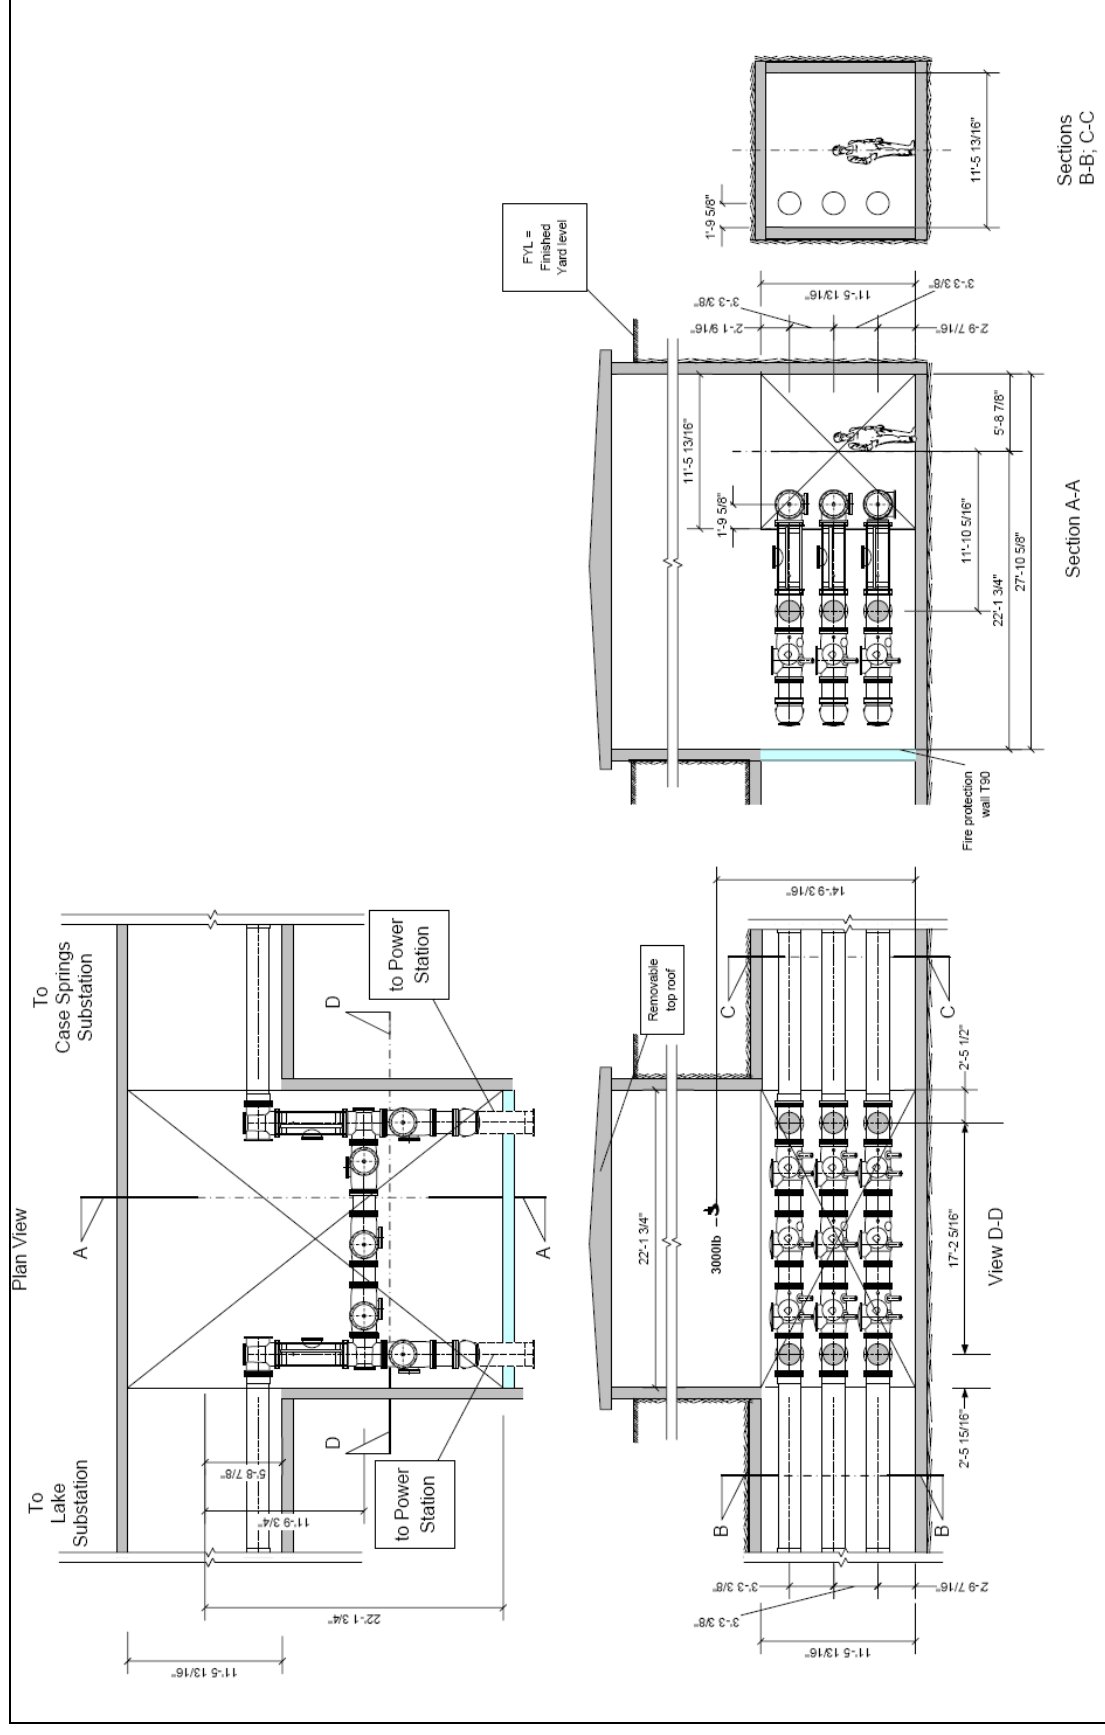 Plan View
To
Case Springs
Substation
To
Lake
Substation
to Power
Station
to Power
Station
A
A
D
D
5'-8 7/8"
11'-9 3/4"
22'-1 3/4"
11'-5 13/16"
Removable
top roof
22'-1 3/4"
3000lb
14'-9 3/16"
C
C
B
B
2'-5 1/2"
17'-2 5/16"
2'-5 15/16"
View D-D
3'-3 3/8"
3'-3 3/8"
2'-9 7/16"
11'-5 13/16"
FYL =
Finished
Yard level
11'-5 13/16"
1'-9 5/8"
2'-1 9/16"
3'-3 3/8"
3'-3 3/8"
2'-9 7/16"
11'-5 13/16"
5'-8 7/8"
11'-10 5/16"
22'-1 3/4"
27'-10 5/8"
Fire protection
wall T90
Section A-A
1'-9 5/8"
11'-5 13/16"
Sections
B-B; C-C